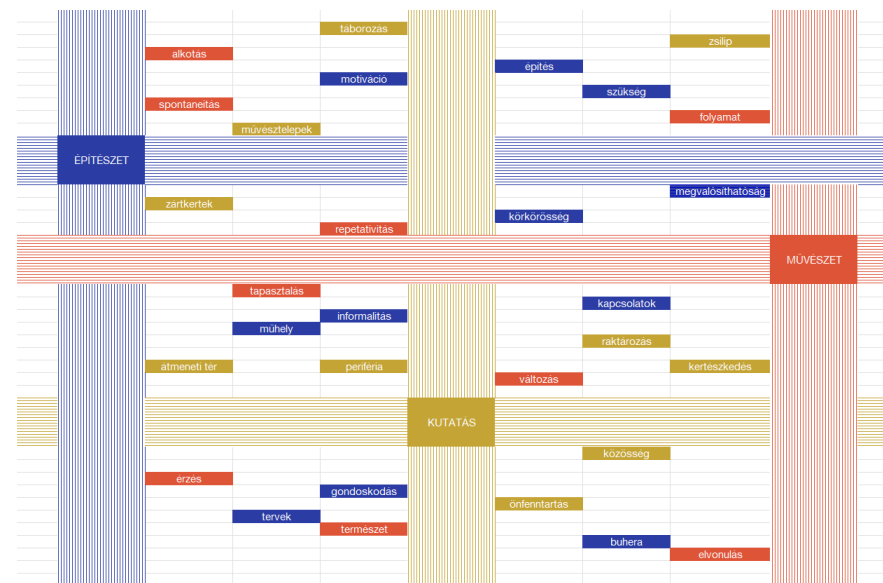 táborozás
zsilip
alkotás
építés
motiváció
szükség
spontaneitás
folyamat
művésztelepek
ÉPÍTÉSZET
megvalósíthatóság
zártkertek
körkörösség
repetativitás
MŰVÉSZET
tapasztalás
kapcsolatok
informalitás
műhely
raktározás
átmeneti tér
periféria
kertészkedés
változás
KUTATÁS
közösség
érzés
gondoskodás
önfenntartás
tervek
természet
buhera
elvonulás